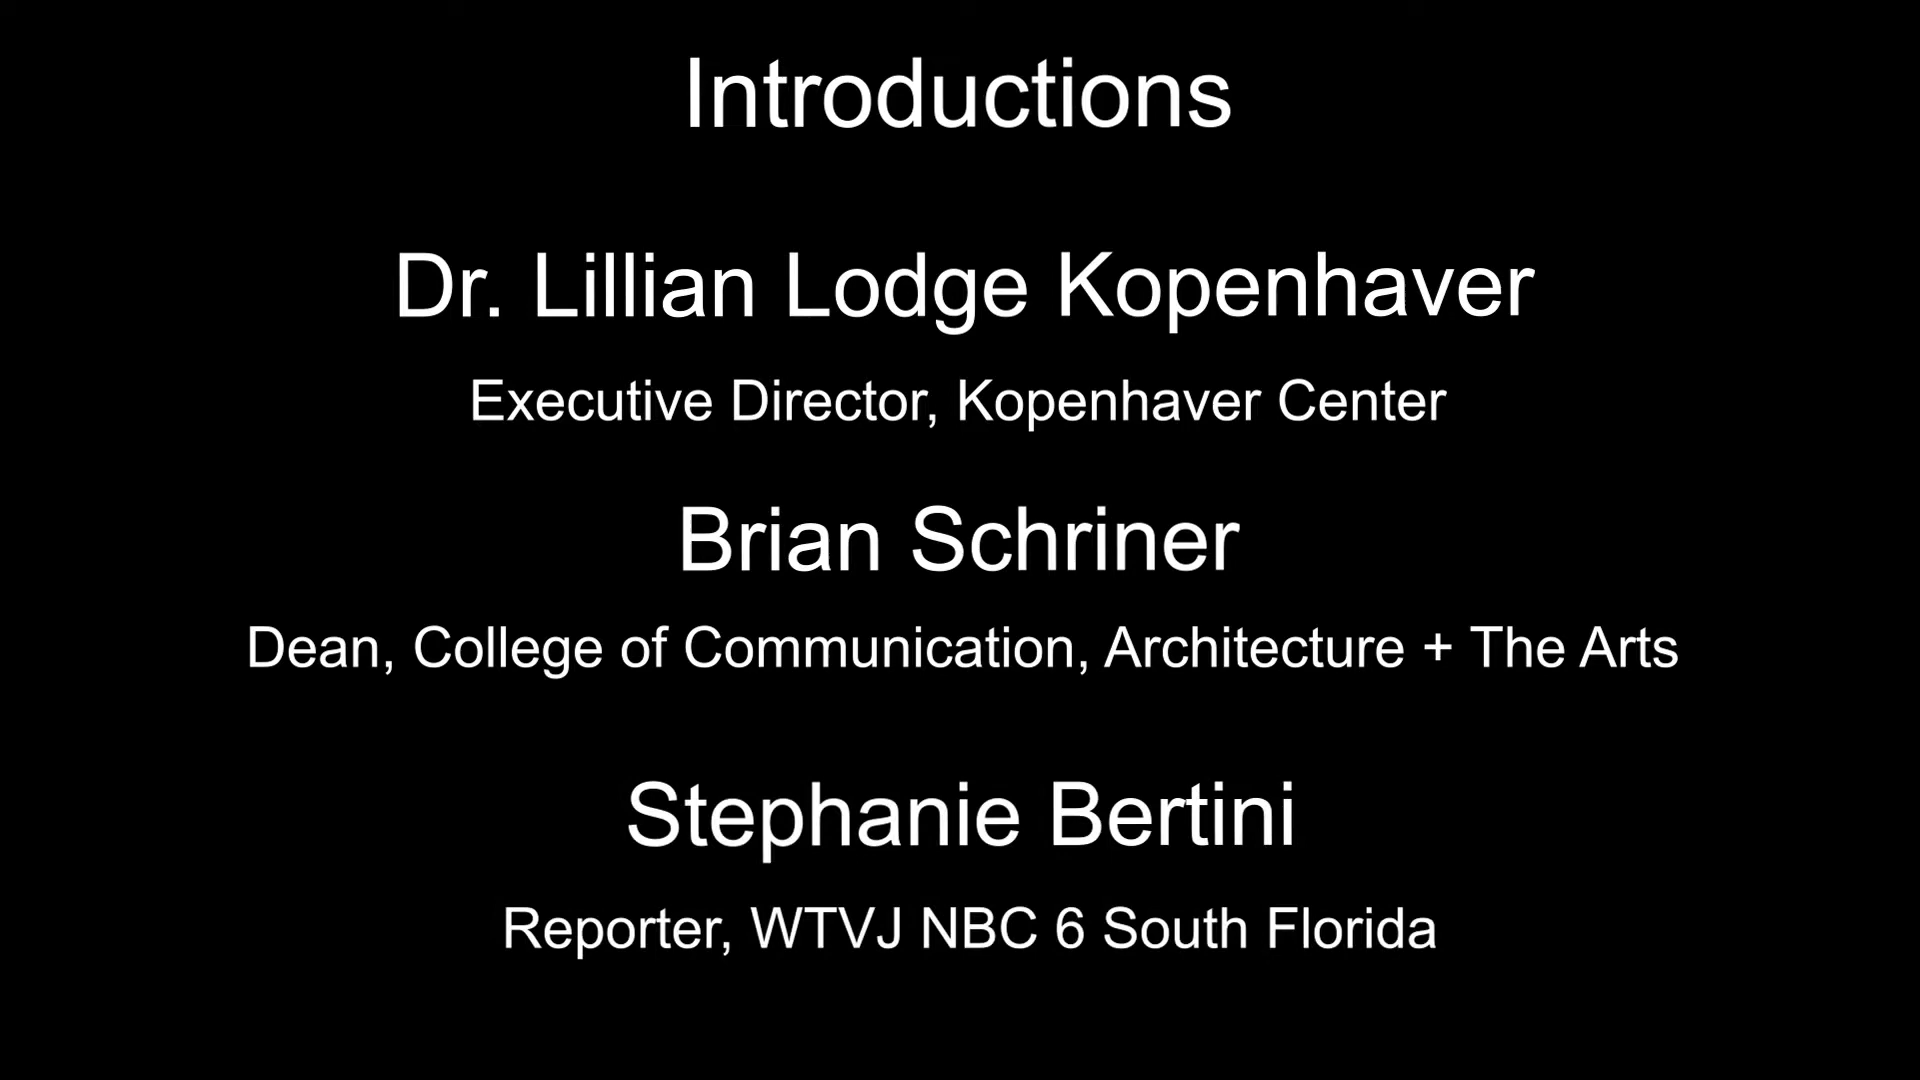 Introductions
Dr. Lillian Lodge Kopenhaver
Executive Director, Kopenhaver Center
Brian Schriner
Dean, College of Communication, Architecture + The Arts
Stephanie Bertini
Reporter, WTVJ NBC 6 South Florida